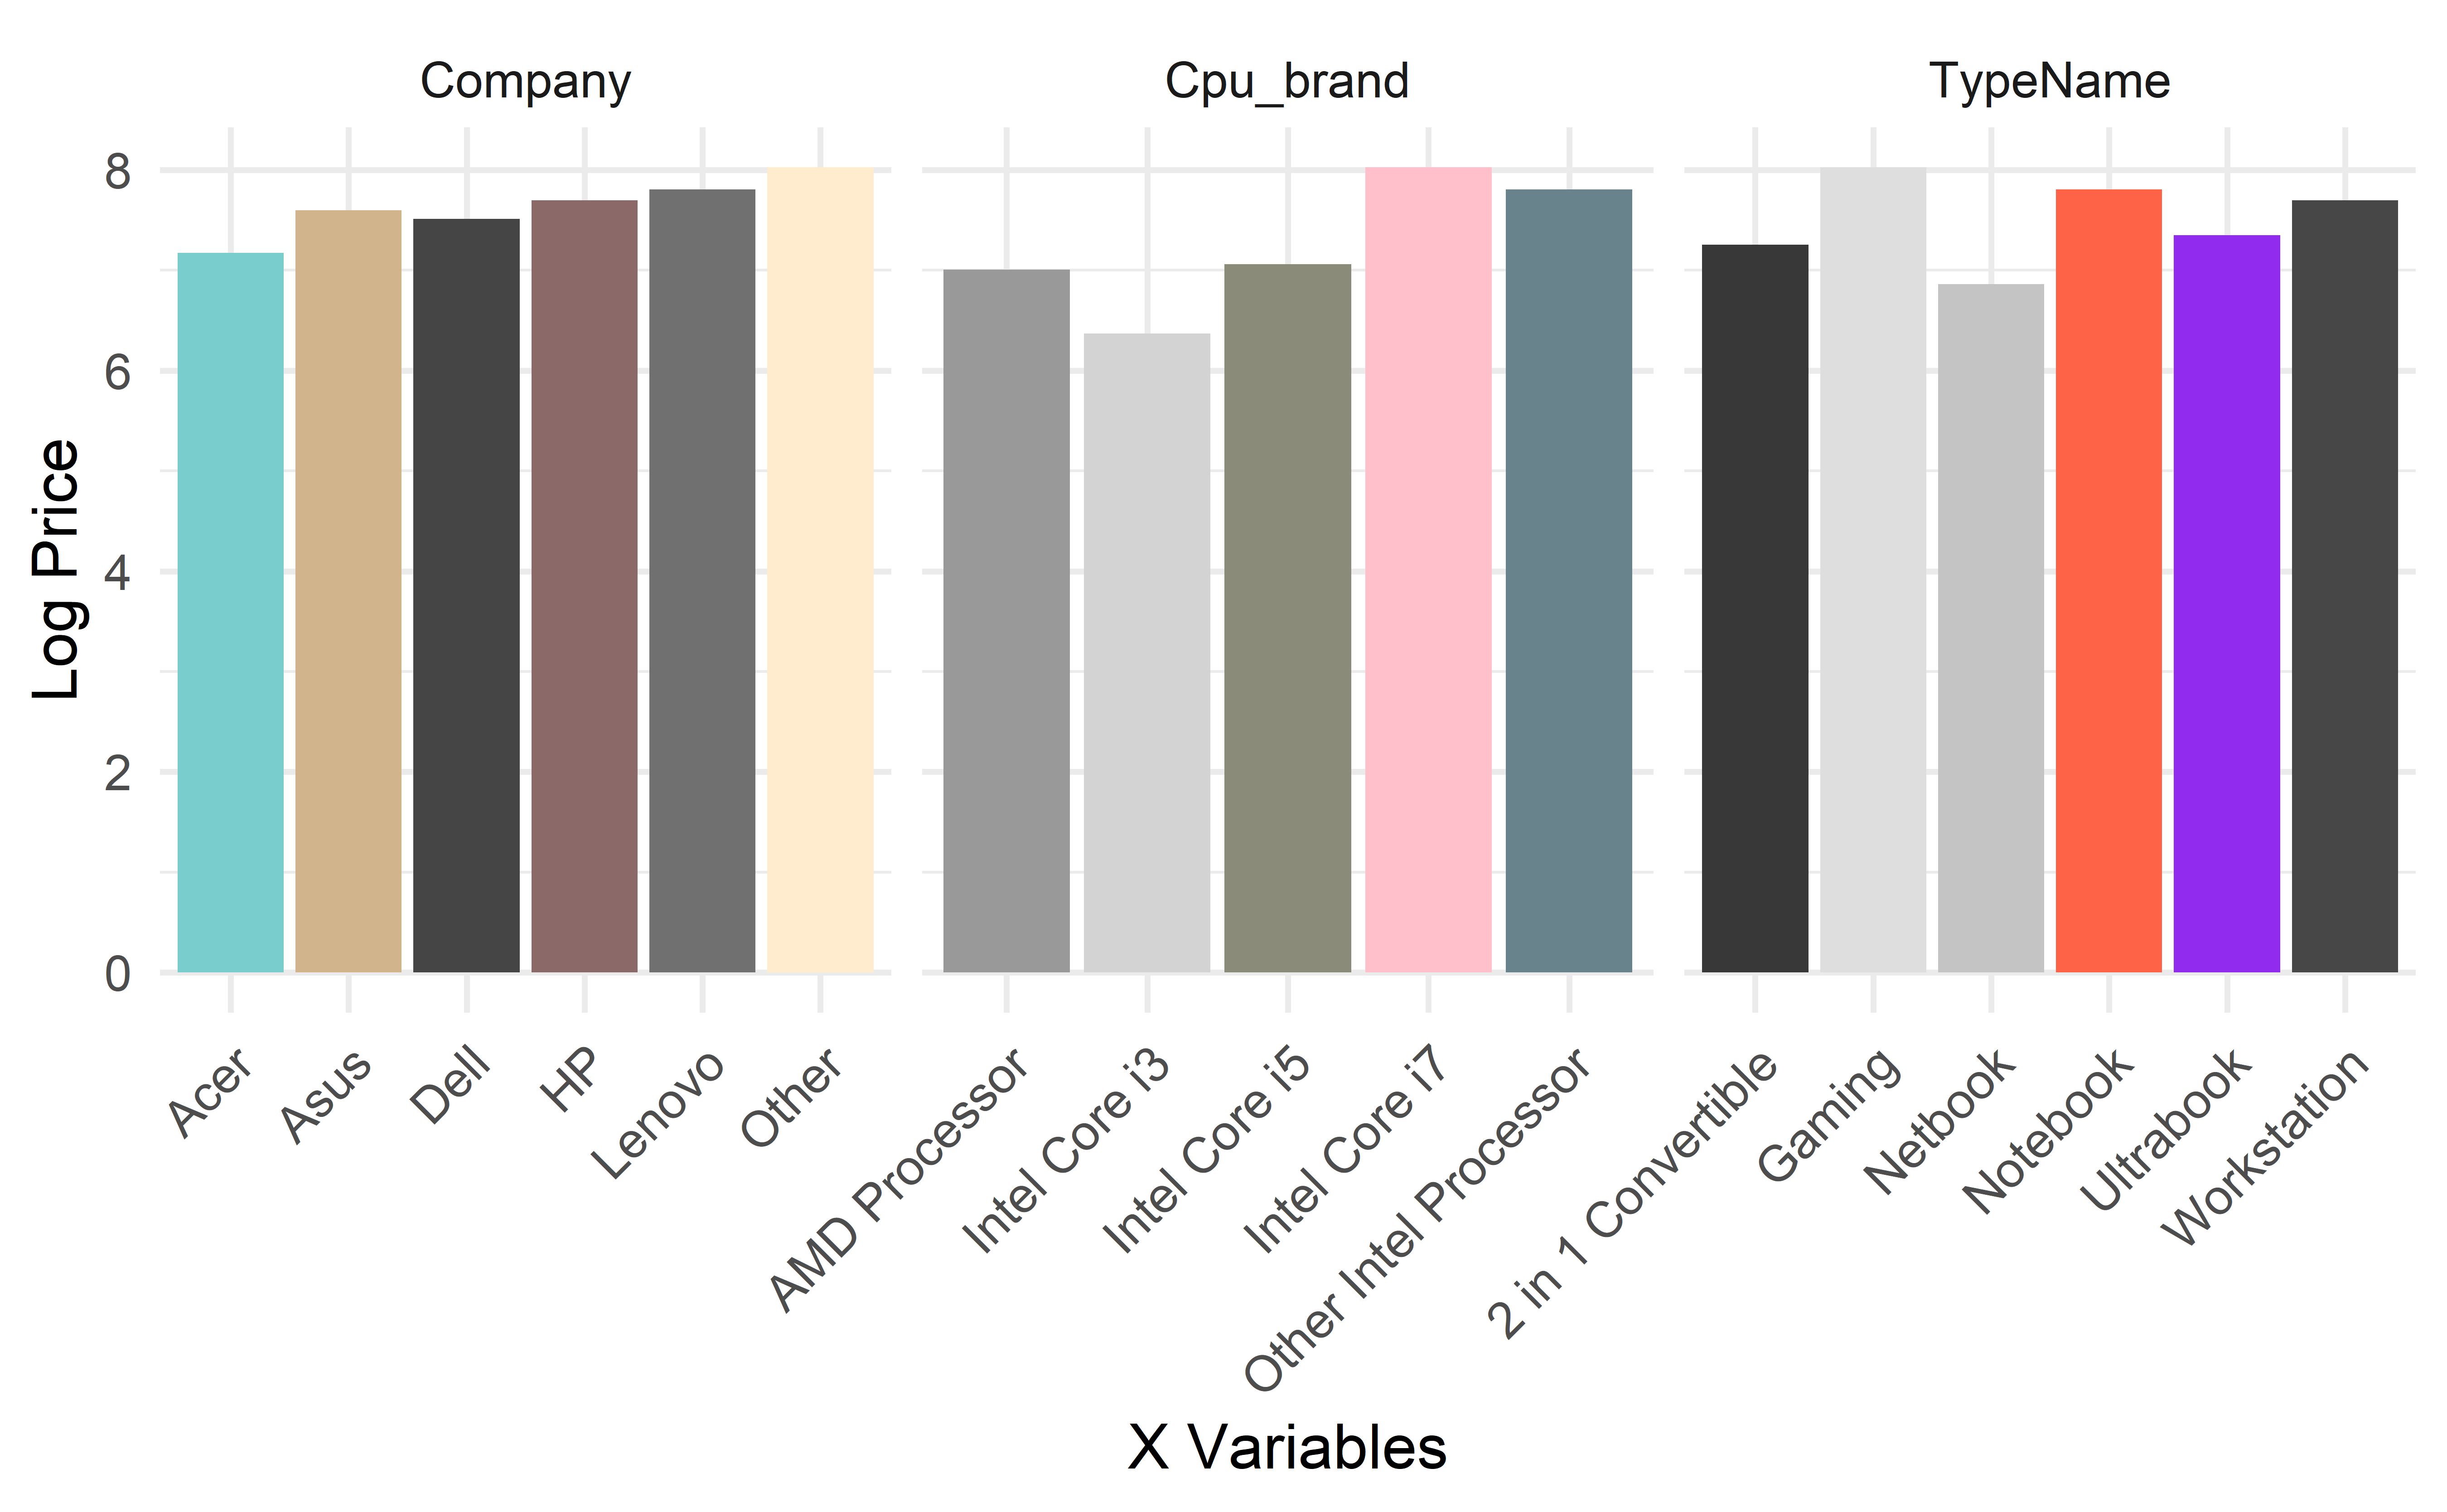 Company
Cpu_brand
TypeName
8
6
4
2
0
Log Price
Acer
Asus
Dell
HP
Lenovo
Other
AMD Processor
Intel Core i3
Intel Core i5
Intel Core i7
Other Intel Processor
2 in 1 Convertible
Gaming
Netbook
Notebook
Ultrabook
Workstation
X Variables